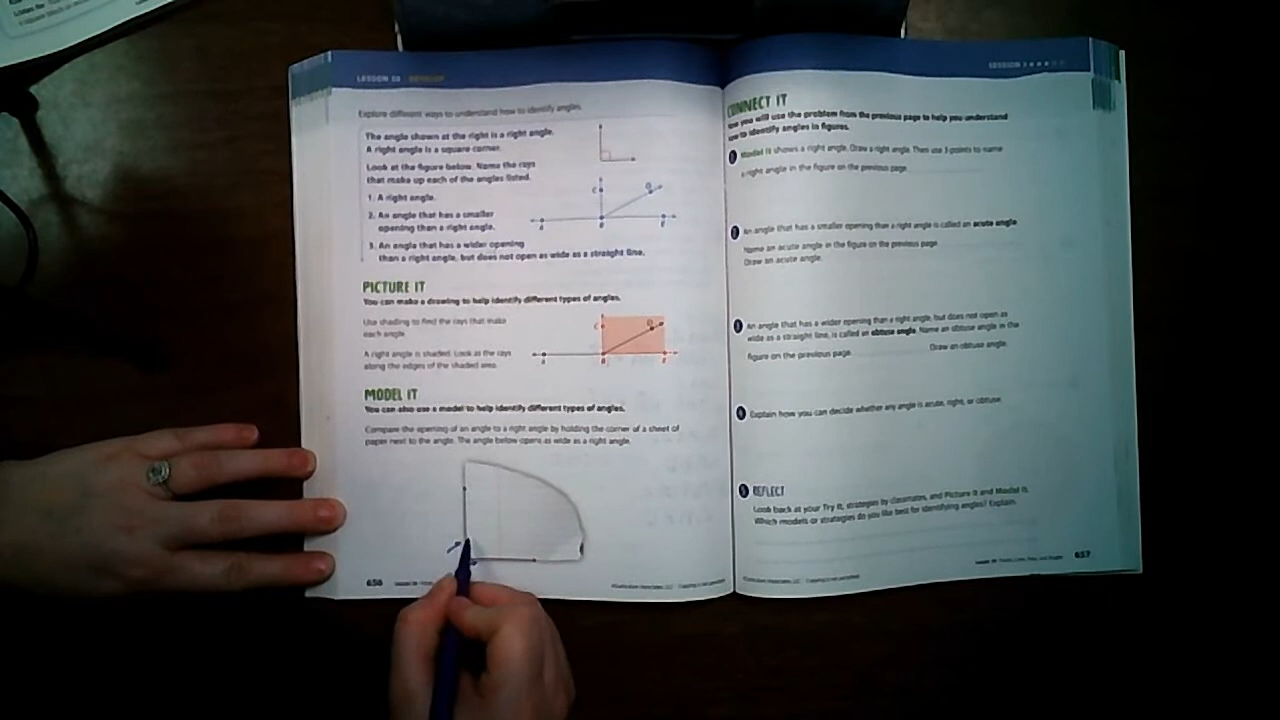 LESSON DEVELOP
Explore different ways to understand how to identify angles.
The angle shown at the right is a right angle.
A right angle is a square corner.
Look at the figure below. Name the rays
that make up each of the angles listed.
1. A right angle.
2. An angle that has a smaller
opening than a right angle.
3. An angle that has a wider opening
than a right angle, but does not open as wide as a straight line.
C
A
B
PICTURE IT
You can make a drawing to help identify different types of angles.
Use shading to find the rays that make
each angle.
A right angle is shaded. Look at the rays
along the edges of the shaded area.
C
A
B
MODEL IT
You can also use a model to help identify different types of angles.
Compare the opening of an angle to a right angle by holding the corner of a sheet of
paper next to the angle. The angle below opens as wide as a right angle.
656
SESSION
CONNECT IT
Now you will use the problem from the previous page to help you understand
how to identify angles in figures.
1 Model It shows a right angle. Draw a right angle. Then use 3 points to name
a right angle in the figure on the previous page.
2 An angle that has a smaller opening than a right angle is called an acute angle
Name an acute angle in the figure on the previous page.
Draw an acute angle.
3 An angle that has a wider opening than a right angle, but does not open as
wide as a straight line, is called an obtuse angle. Name an obtuse angle in the
figure on the previous page. Draw an obtuse angle.
4 Explain how you can decide whether any angle is acute, right, or obtuse.
5 REFLECT
Look back at your Try It, strategies by classmates, and Picture It and Model It.
Which models or strategies do you like best for identifying angles? Explain.
657